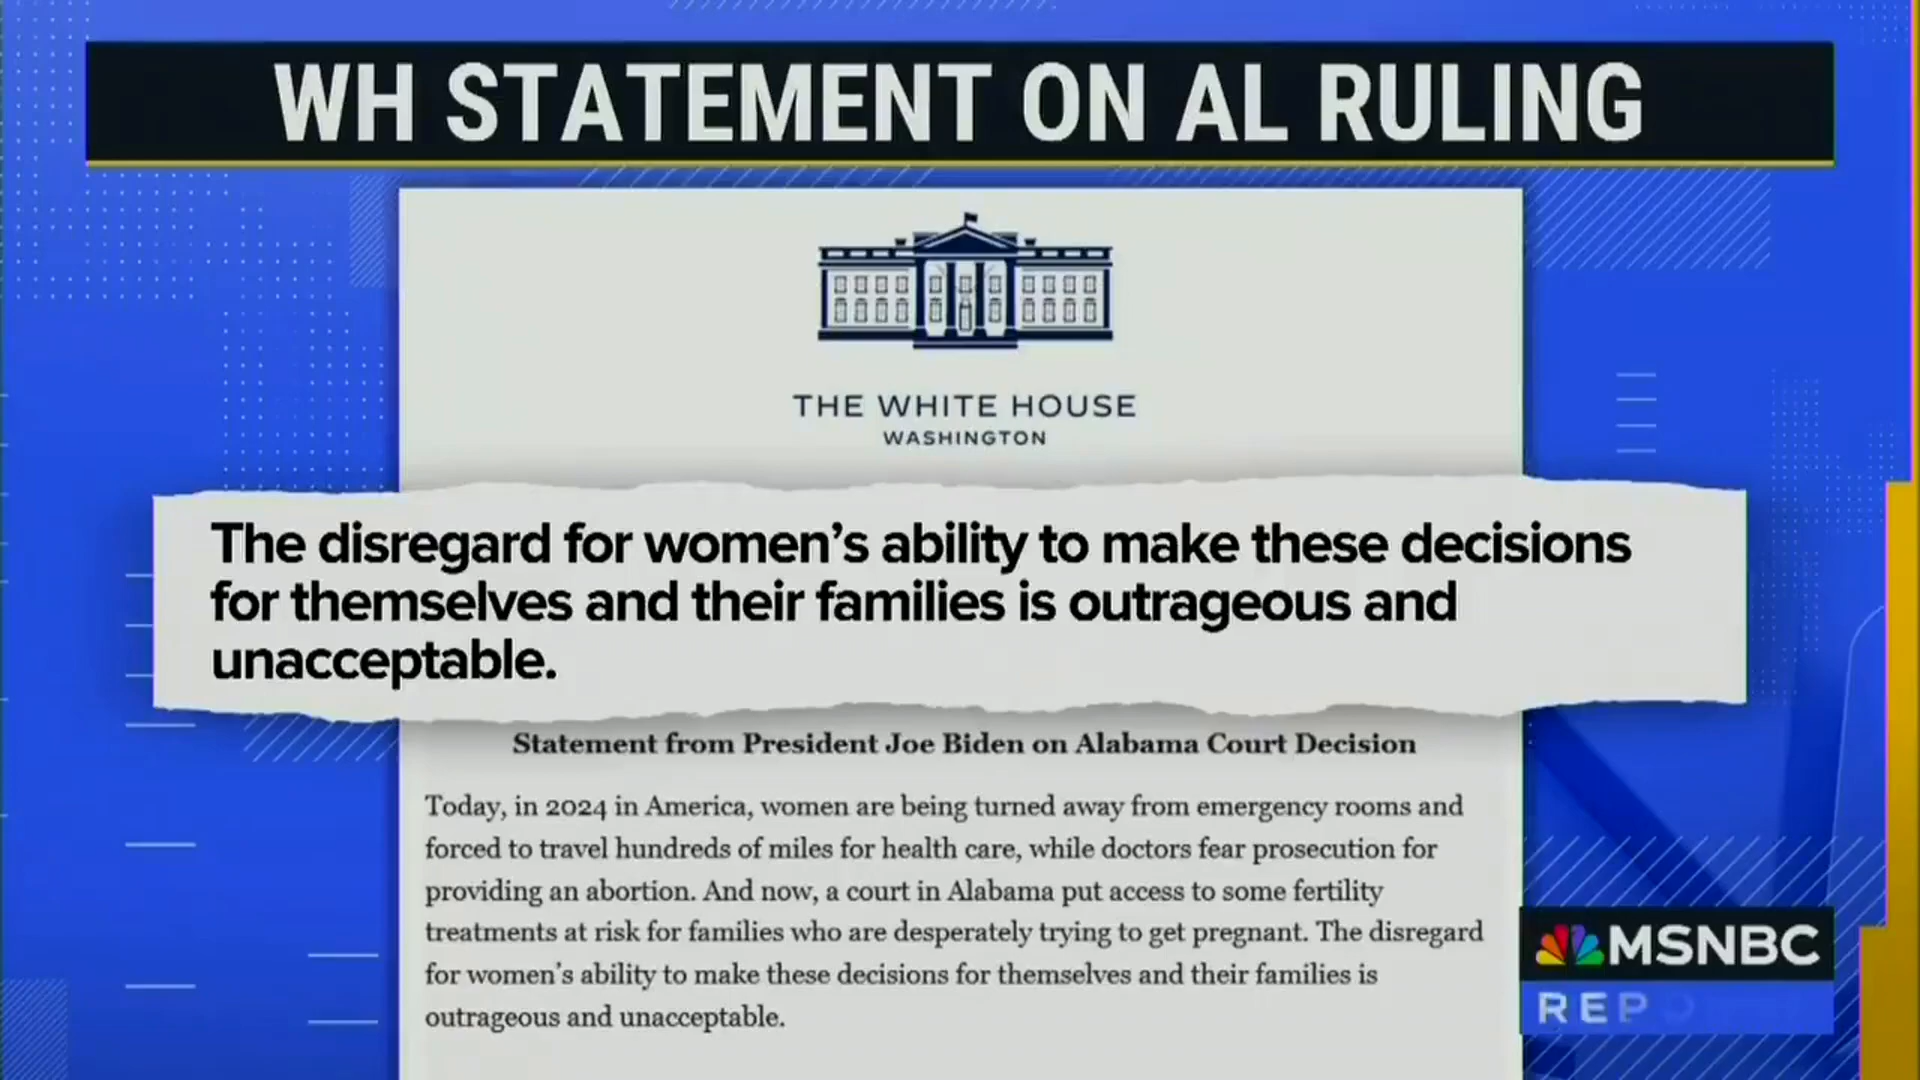 WH STATEMENT ON AL RULING
THE WHITE HOUSE
WASHINGTON
The disregard for women’s ability to make these decisions
for themselves and their families is outrageous and
unacceptable.
Statement from President Joe Biden on Alabama Court Decision
Today, in 2024 in America, women are being turned away from emergency rooms and
forced to travel hundreds of miles for health care, while doctors fear prosecution for
providing an abortion. And now, a court in Alabama put access to some fertility
treatments at risk for families who are desperately trying to get pregnant. The disregard
for women’s ability to make these decisions for themselves and their families is
outrageous and unacceptable.
MSNBC